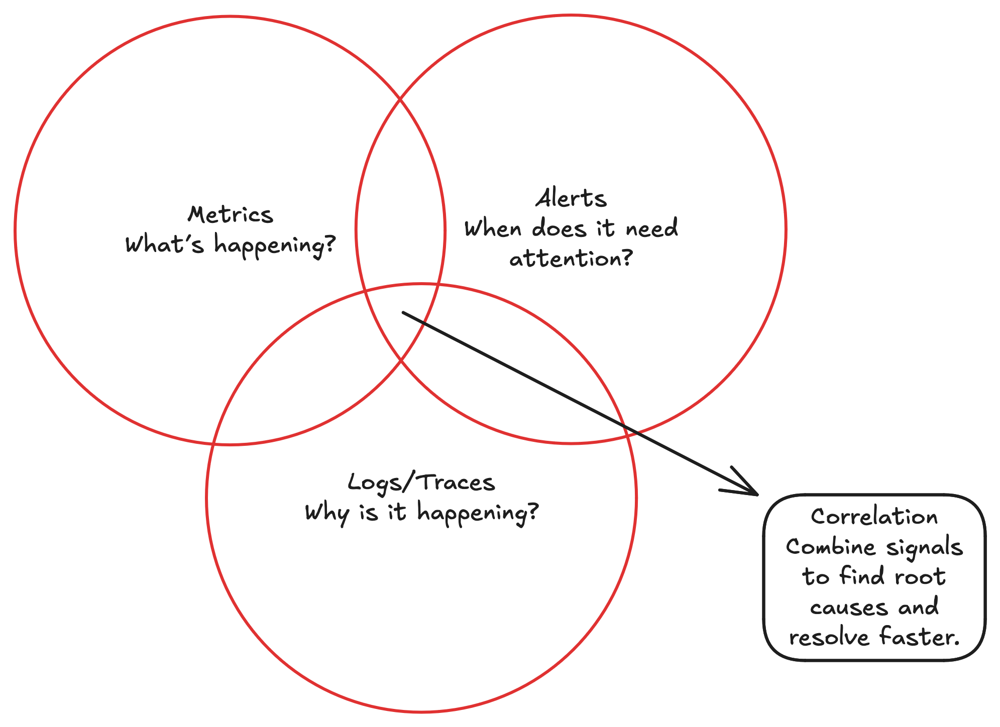 Metrics
What's happening?
Alerts
When does it need
attention?
Logs/Traces
Why is it happening?
Correlation
Combine signals
to find root
causes and
resolve faster.